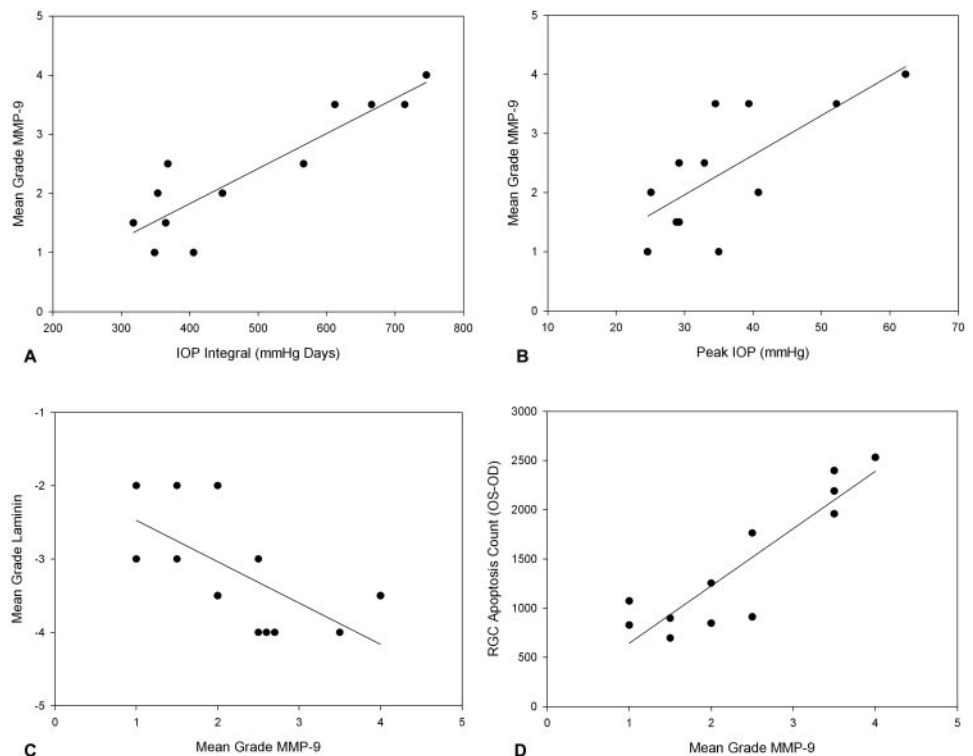 5
4
3
2
1
0
Mean Grade MMP-9
200 300 400 500 600 700 800
IOP Integral (mmHg Days)
A
5
4
3
2
1
0
Mean Grade MMP-9
10 20 30 40 50 60 70
Peak IOP (mmHg)
B
-1
-2
-3
-4
-5
Mean Grade Laminin
0 1 2 3 4 5
Mean Grade MMP-9
C
3000
2500
2000
1500
1000
500
0
RGC Apoptosis Count (OS-OD)
0 1 2 3 4 5
Mean Grade MMP-9
D